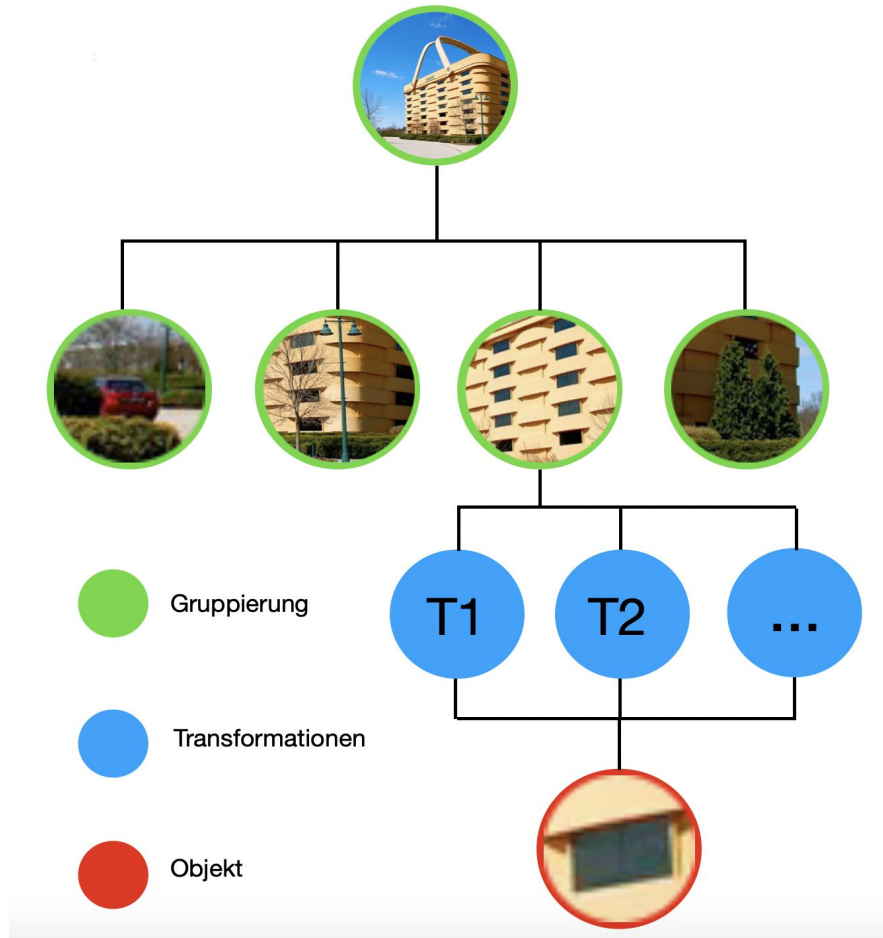 T1
T2
...
Gruppierung
Transformationen
Objekt